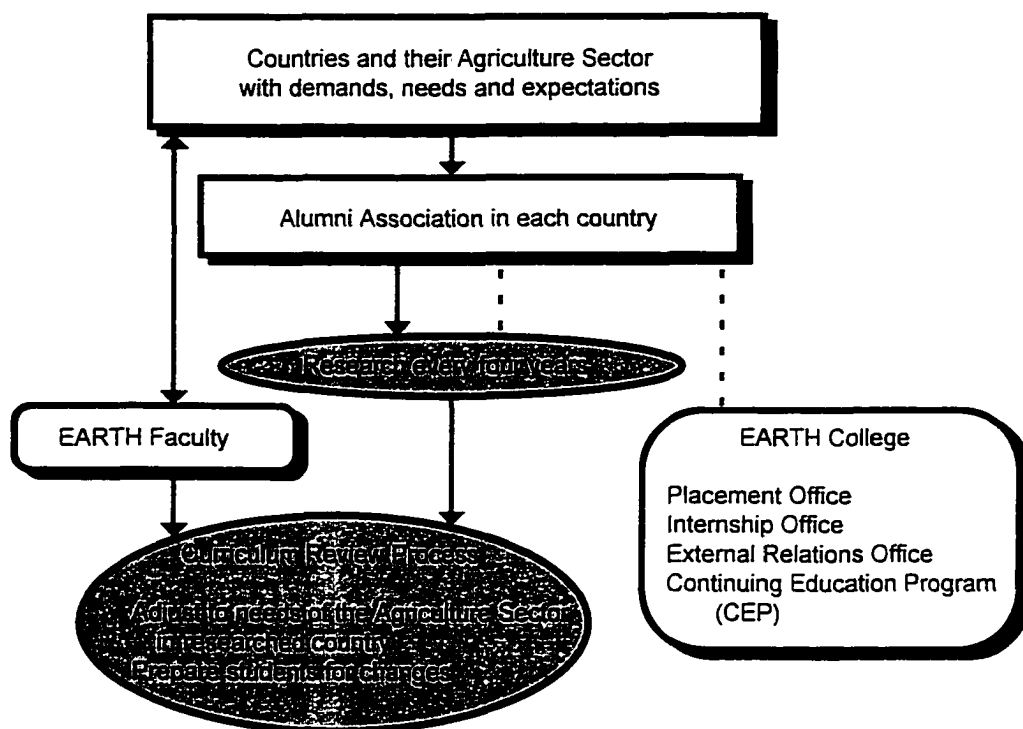 Countries and their Agriculture Sector
with demands, needs and expectations
Alumni Association in each country
Research every four years
EARTH Faculty
EARTH College
Placement Office
Internship Office
External Relations Office
Continuing Education Program
(CEP)
Curriculum Review Process
Adjust to needs of the Agriculture Sector
in researched country
Prepare students for changes